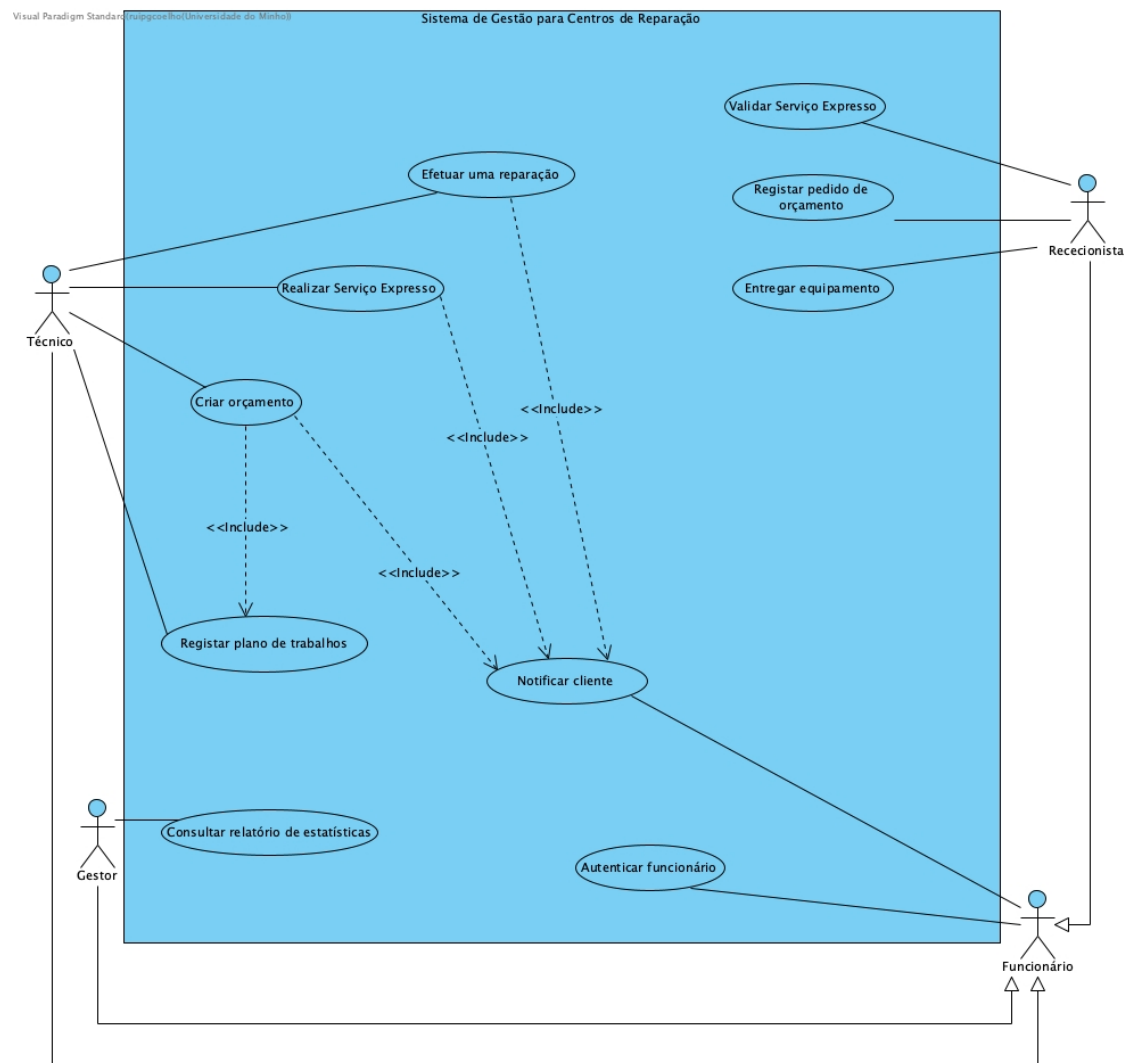 Visual Paradigm Standard(ruipgcoelho(Universidade do Minho))
Sistema de Gestão para Centros de Reparação
Validar Serviço Expresso
Efetuar uma reparação
Registar pedido de
orçamento
Rececionista
Realizar Serviço Expresso
Entregar equipamento
Técnico
Criar orçamento
<<Include>>
<<Include>>
<<Include>>
<<Include>>
Registar plano de trabalhos
Notificar cliente
Consultar relatório de estatísticas
Gestor
Autenticar funcionário
Funcionário